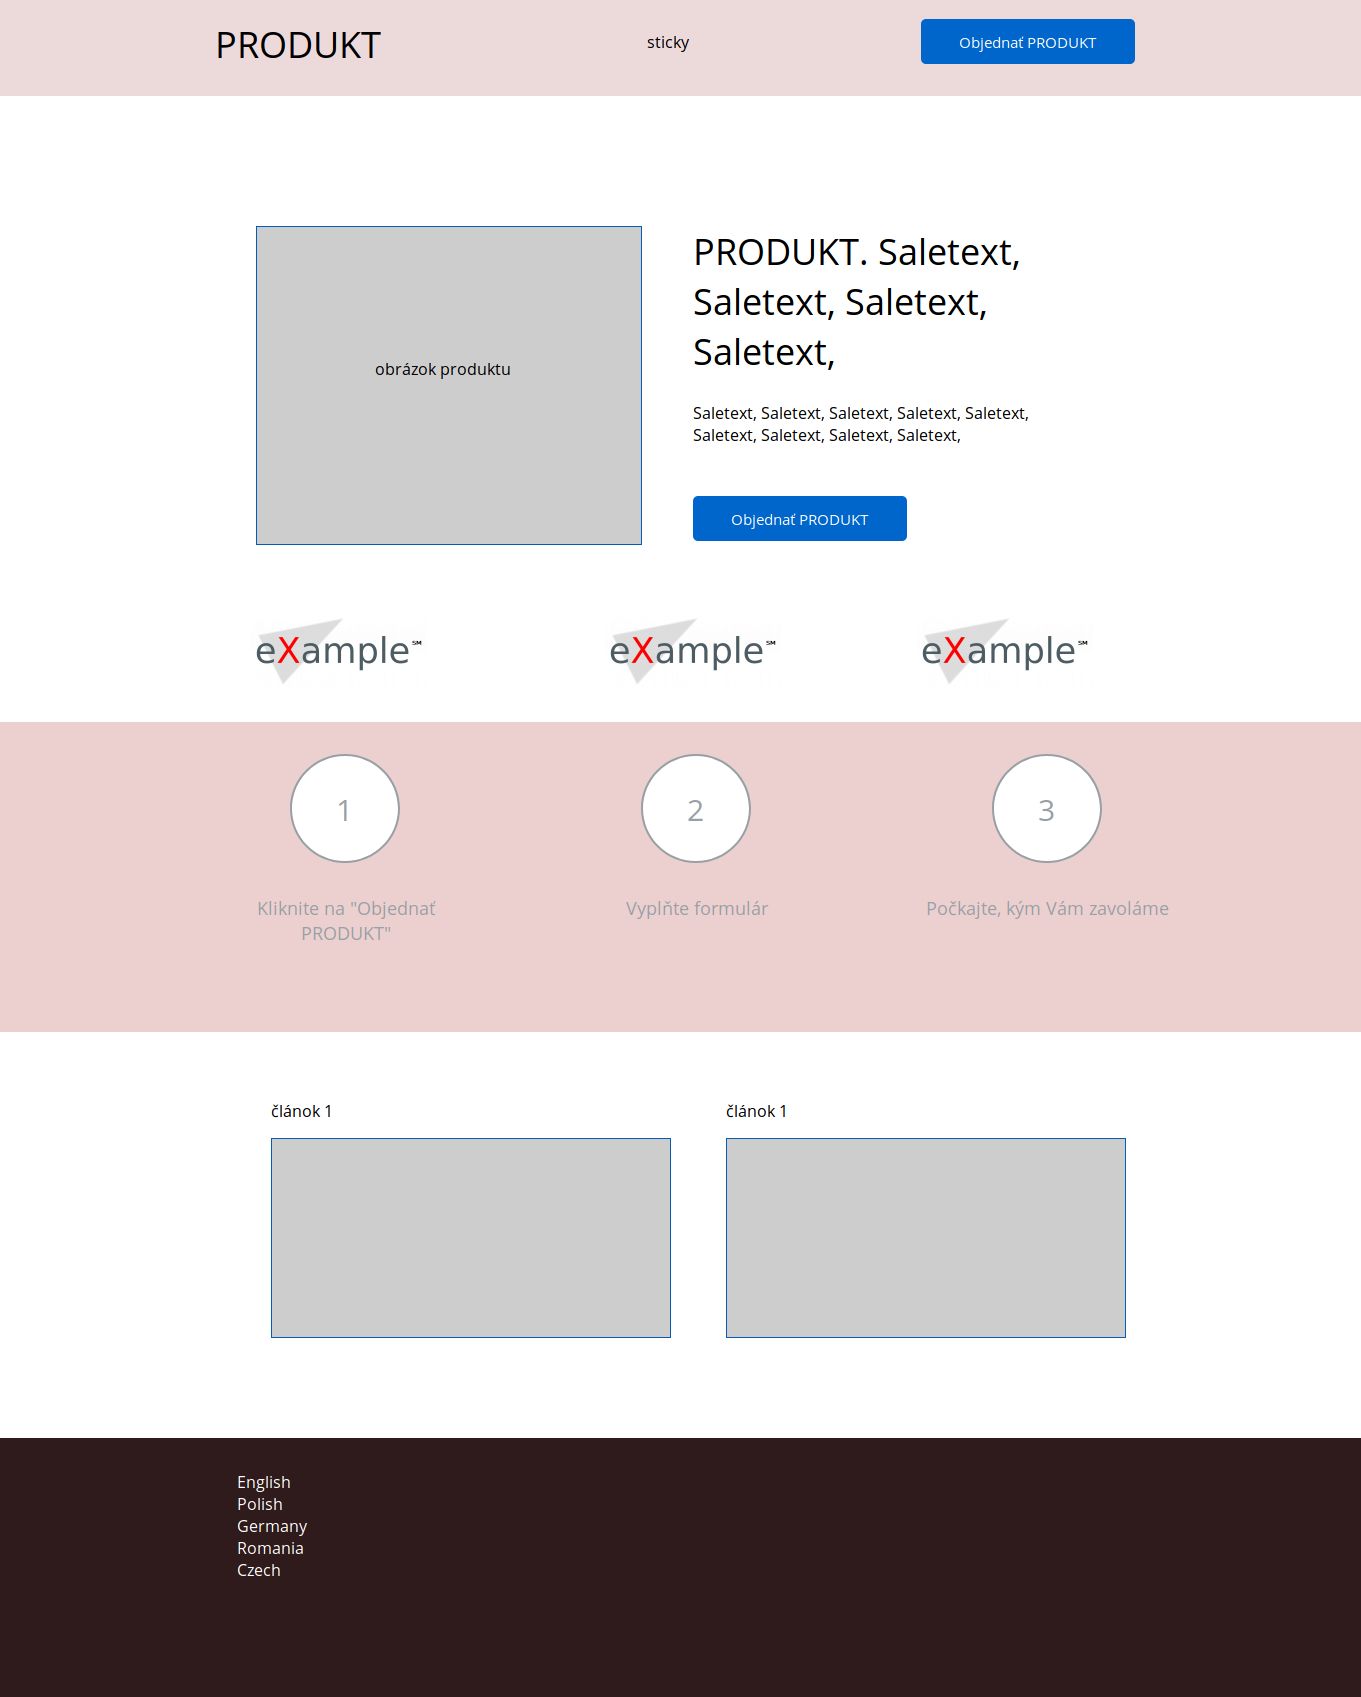 PRODUKT
sticky
Objednať PRODUKT
obrázok produktu
PRODUKT. Saletext,
Saletext, Saletext,
Saletext,
Saletext, Saletext, Saletext, Saletext, Saletext,
Saletext, Saletext, Saletext, Saletext,
Objednať PRODUKT
eXample℠
eXample℠
eXample℠
1
2
3
Kliknite na "Objednať
PRODUKT"
Vyplňte formulár
Počkajte, kým Vám zavoláme
článok 1
článok 1
English
Polish
Germany
Romania
Czech